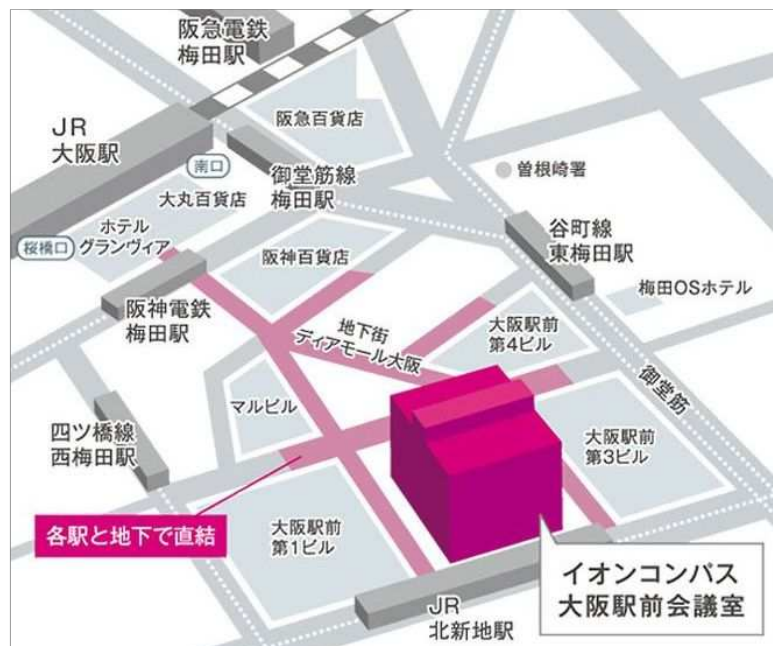 阪急電鉄
梅田駅
JR
大阪駅
阪急百貨店
南口
御堂筋線
梅田駅
曽根崎署
大丸百貨店
ホテル
グランヴィア
桜橋口
阪神百貨店
谷町線
東梅田駅
阪神電鉄
梅田駅
梅田OSホテル
地下街
ディアモール大阪
大阪駅前
第4ビル
御堂筋
マルビル
四ツ橋線
西梅田駅
大阪駅前
第3ビル
各駅と地下で直結
大阪駅前
第1ビル
イオンコンパス
大阪駅前会議室
JR
北新地駅